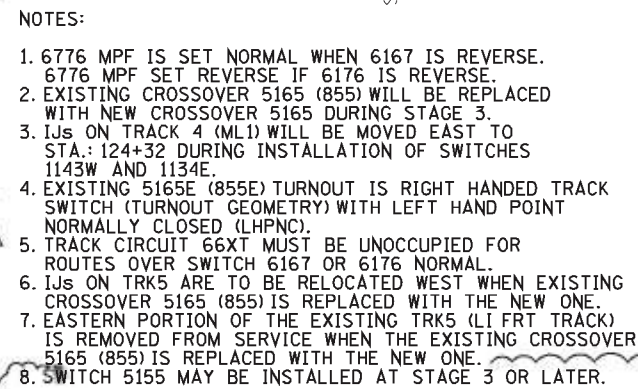 NOTES:
1. 6776 MPF IS SET NORMAL WHEN 6167 IS REVERSE.
6776 MPF SET REVERSE IF 6176 IS REVERSE.
2. EXISTING CROSSOVER 5165 (855) WILL BE REPLACED
WITH NEW CROSSOVER 5165 DURING STAGE 3.
3. IJs ON TRACK 4 (ML1) WILL BE MOVED EAST TO
STA.: 124+32 DURING INSTALLATION OF SWITCHES
1143W AND 1134E.
4. EXISTING 5165E (855E) TURNOUT IS RIGHT HANDED TRACK
SWITCH (TURNOUT GEOMETRY) WITH LEFT HAND POINT
NORMALLY CLOSED (LHPNC).
5. TRACK CIRCUIT 66XT MUST BE UNOCCUPIED FOR
ROUTES OVER SWITCH 6167 OR 6176 NORMAL.
6. IJs ON TRK5 ARE TO BE RELOCATED WEST WHEN EXISTING
CROSSOVER 5165 (855) IS REPLACED WITH THE NEW ONE.
7. EASTERN PORTION OF THE EXISTING TRK5 (LI FRT TRACK)
IS REMOVED FROM SERVICE WHEN THE EXISTING CROSSOVER
5165 (855) IS REPLACED WITH THE NEW ONE.
8. SWITCH 5155 MAY BE INSTALLED AT STAGE 3 OR LATER.